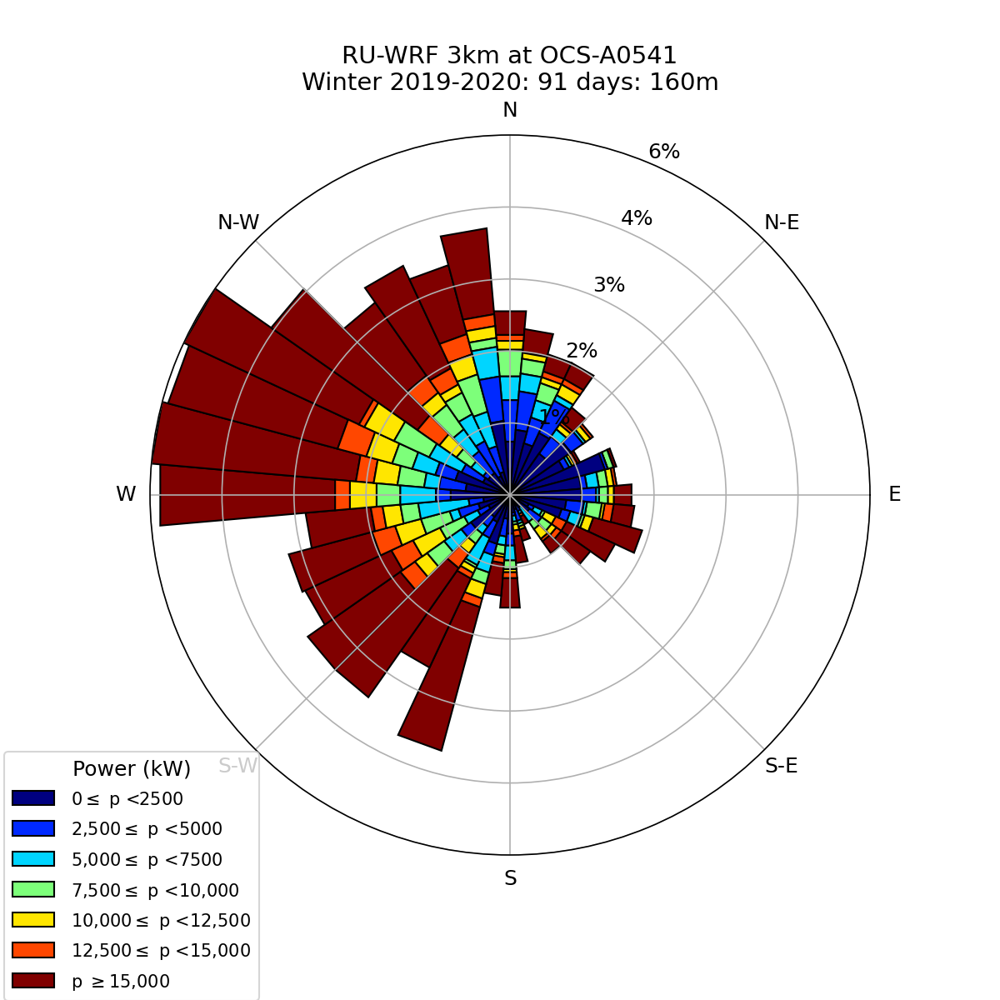 RU-WRF 3km at OCS-A0541
Winter 2019-2020: 91 days: 160m
N
6%
4%
N-W
N-E
3%
2%
1%
W
E
S-W
S-E
S
Power (kW)
0≤ p <2500
2,500≤ p <5000
5,000≤ p <7500
7,500≤ p <10,000
10,000≤ p <12,500
12,500≤ p <15,000
p ≥15,000